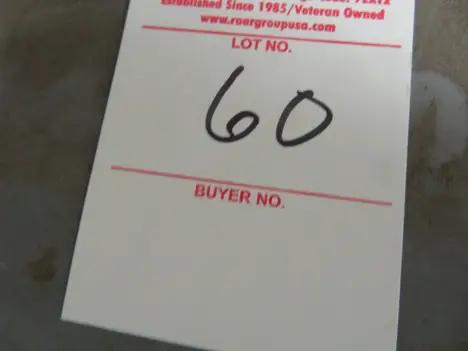 Established Since 1985/Veteran Owned
www.roargroupusa.com
LOT NO.
60
BUYER NO.